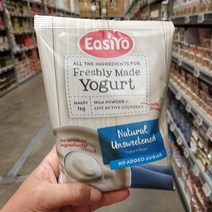 EasiYo
ALL THE INGREDIENTS FOR
Freshly Made
Yogurt
MAKES 1kg
MILK POWDER &
LIVE ACTIVE CULTURES
Natural
Unsweetened
NO ADDED SUGAR